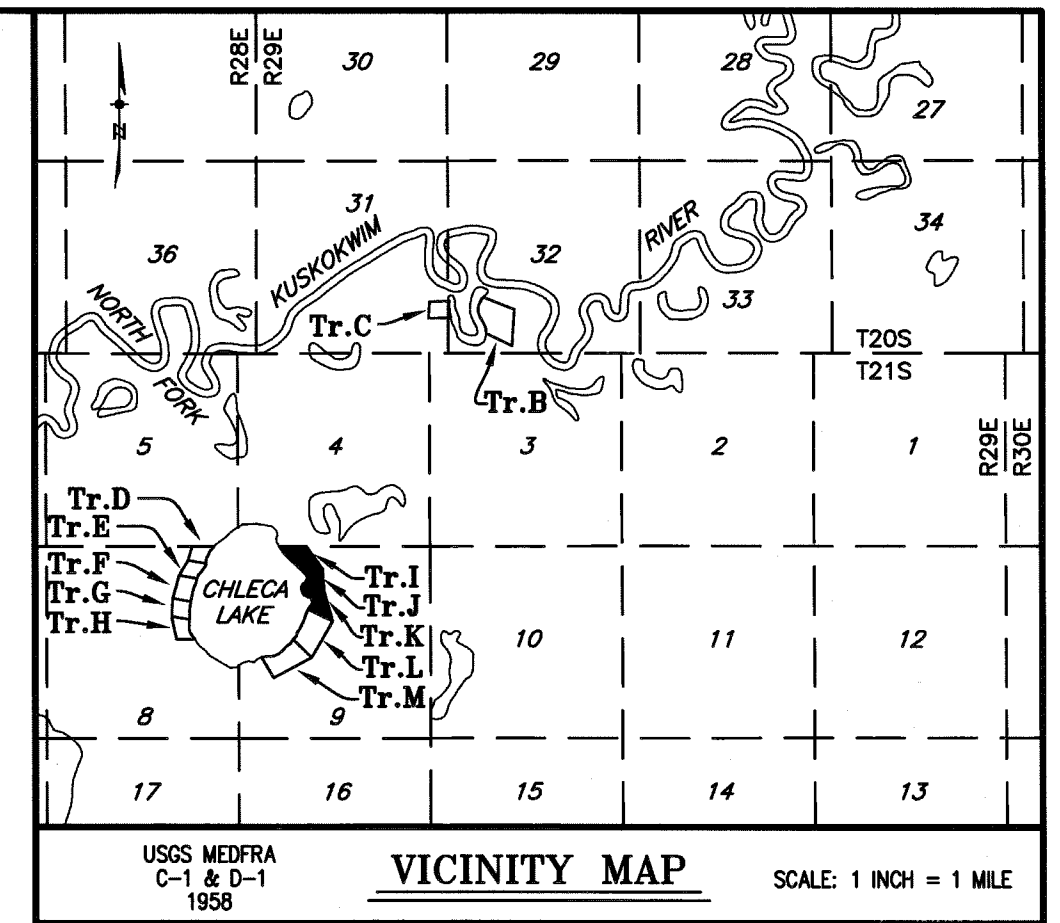 R28E
R29E
30
29
28
27
N
36
31
32
33
34
NORTH
FORK
KUSKOKWIM
RIVER
Tr.C
Tr.B
T20S
T21S
5
4
3
2
1
R29E
R30E
Tr.D
Tr.E
Tr.F
Tr.G
Tr.H
CHLECA
LAKE
Tr.I
Tr.J
Tr.K
Tr.L
Tr.M
8
9
10
11
12
17
16
15
14
13
USGS MEDFRA
C-1 & D-1
1958
VICINITY MAP
SCALE: 1 INCH = 1 MILE